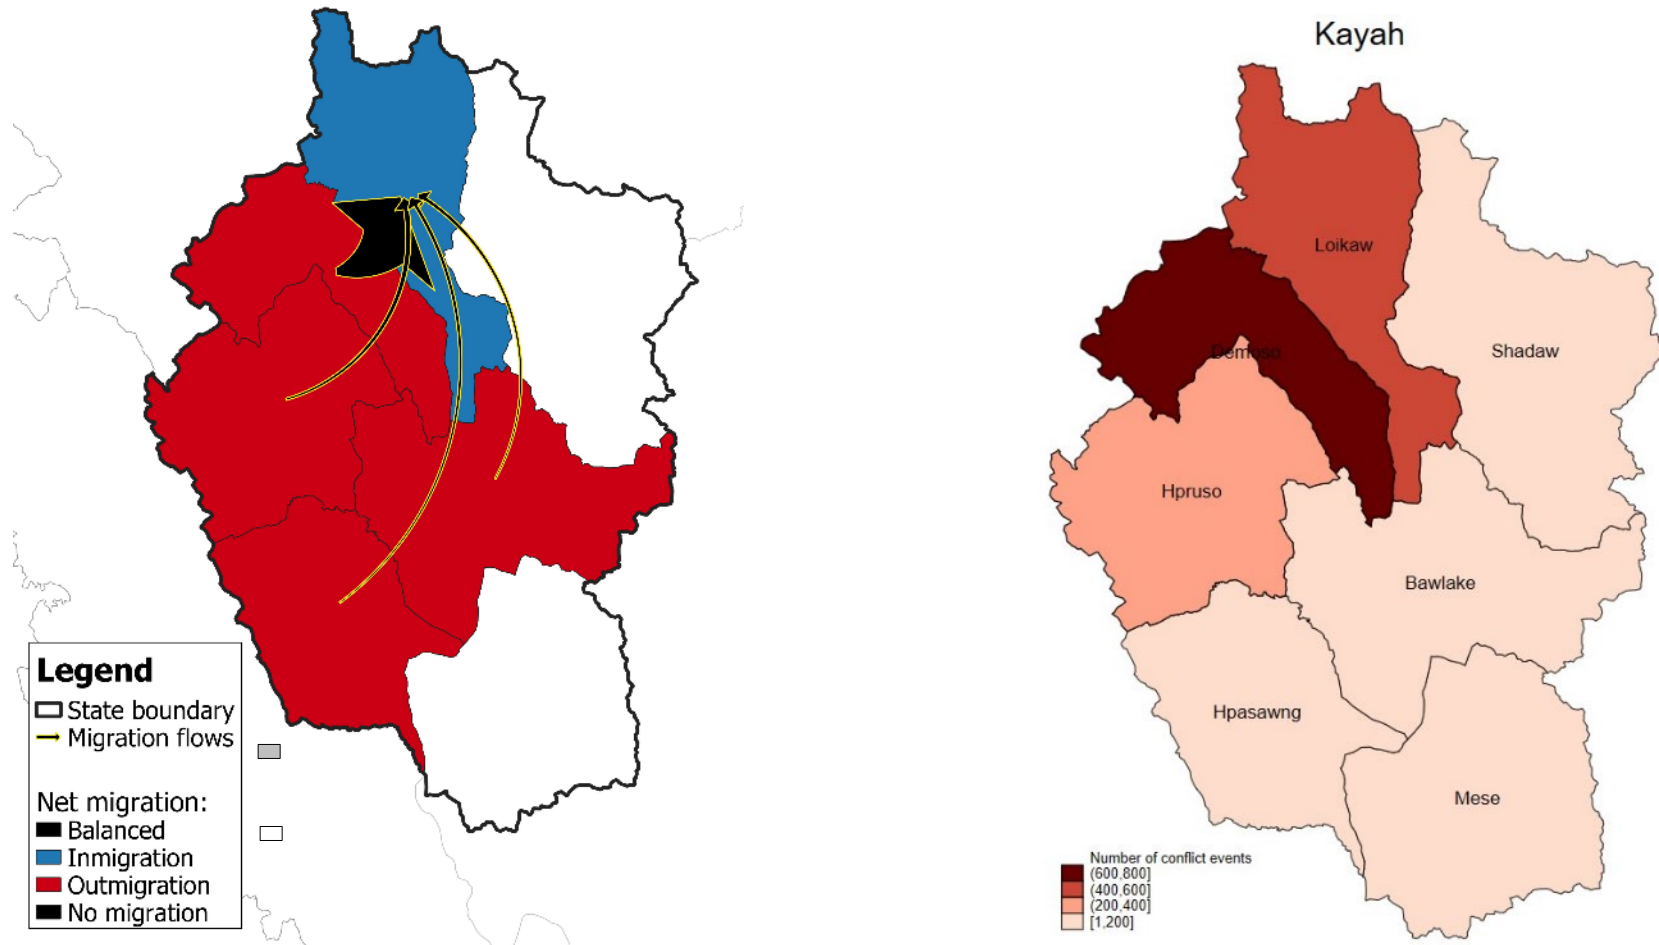 Legend
State boundary
Migration flows
Net migration:
Balanced
Inmigration
Outmigration
No migration
Kayah
Loikaw
Shadaw
Demoso
Hpruso
Bawlake
Hpasawng
Mese
Number of conflict events
(600,800]
(400,600]
(200,400]
[1,200]